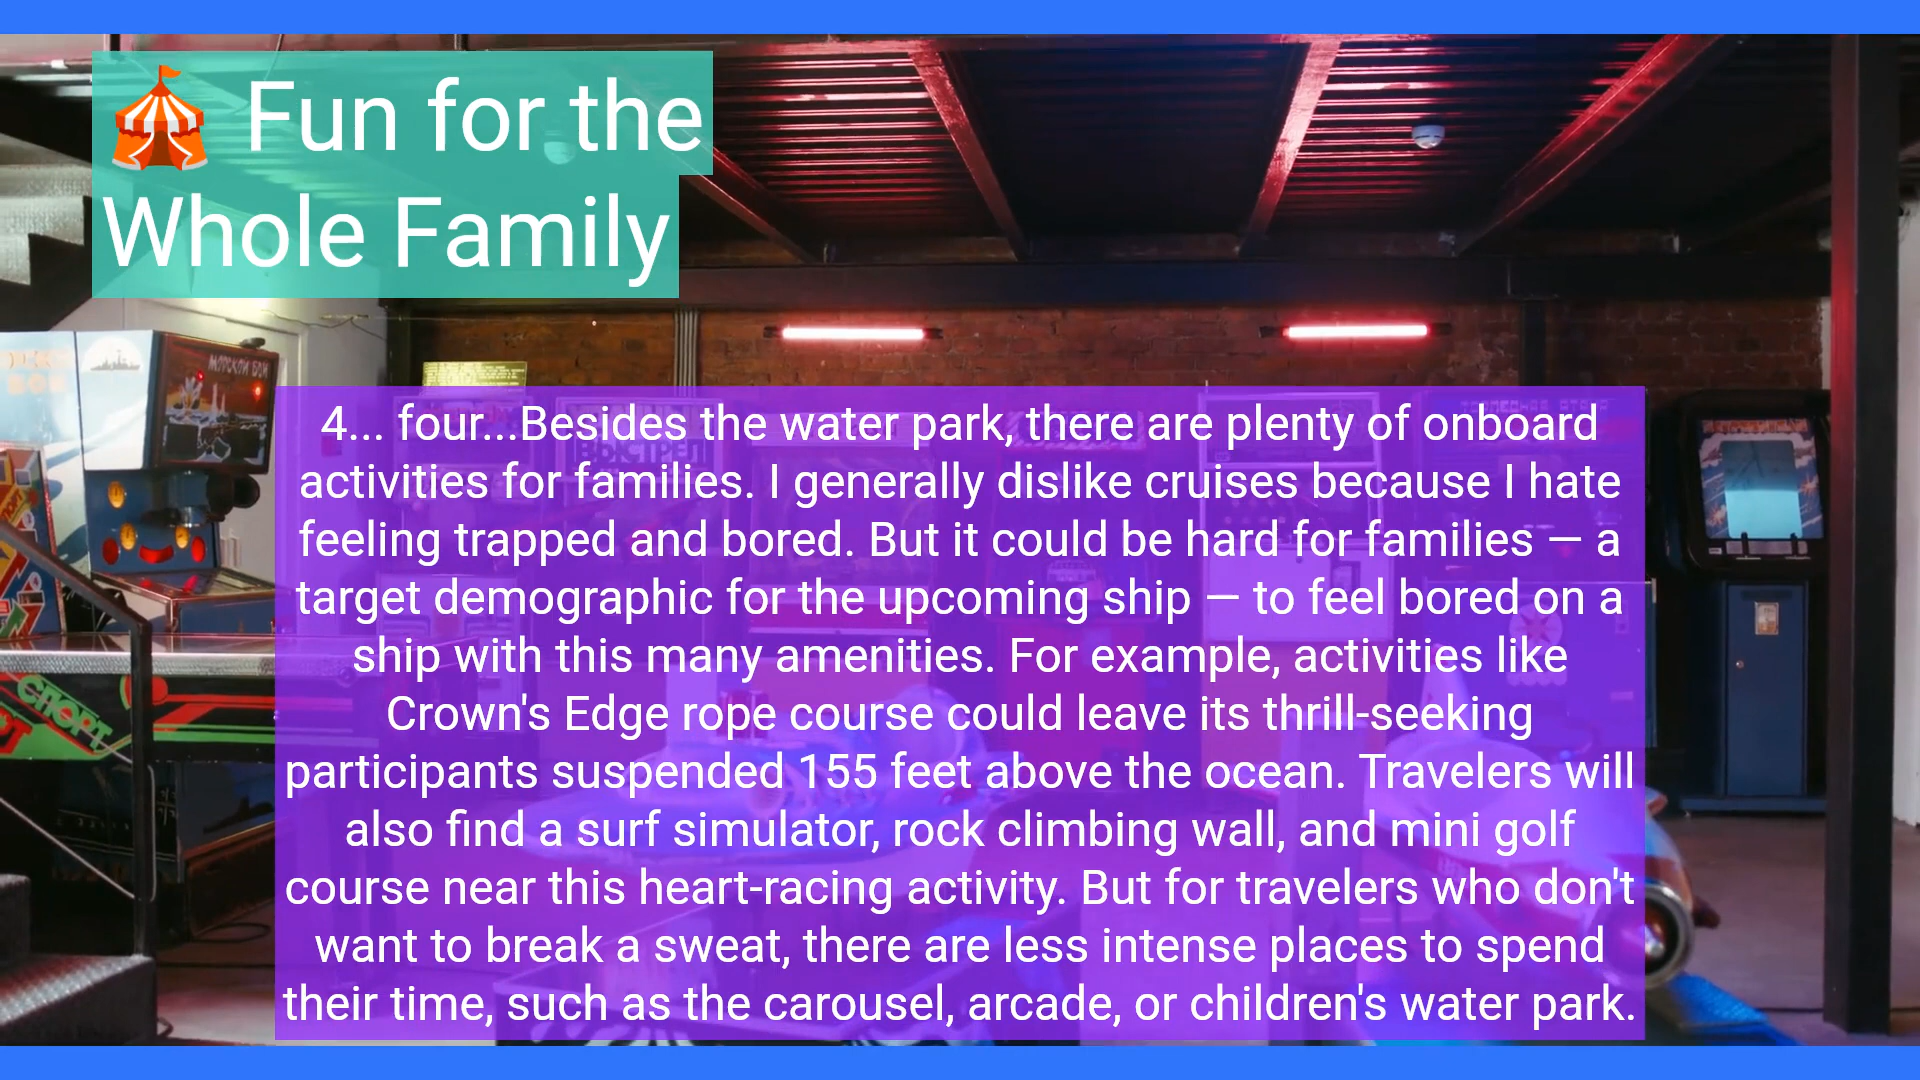 🎪 Fun for the
Whole Family
МОРСКОЙ БОЙ
4... four...Besides the water park, there are plenty of onboard
activities for families. I generally dislike cruises because I hate
feeling trapped and bored. But it could be hard for families — a
target demographic for the upcoming ship — to feel bored on a
ship with this many amenities. For example, activities like
Crown's Edge rope course could leave its thrill-seeking
participants suspended 155 feet above the ocean. Travelers will
also find a surf simulator, rock climbing wall, and mini golf
course near this heart-racing activity. But for travelers who don't
want to break a sweat, there are less intense places to spend
their time, such as the carousel, arcade, or children's water park.
ВЫСТРЕЛ
СПОРТ